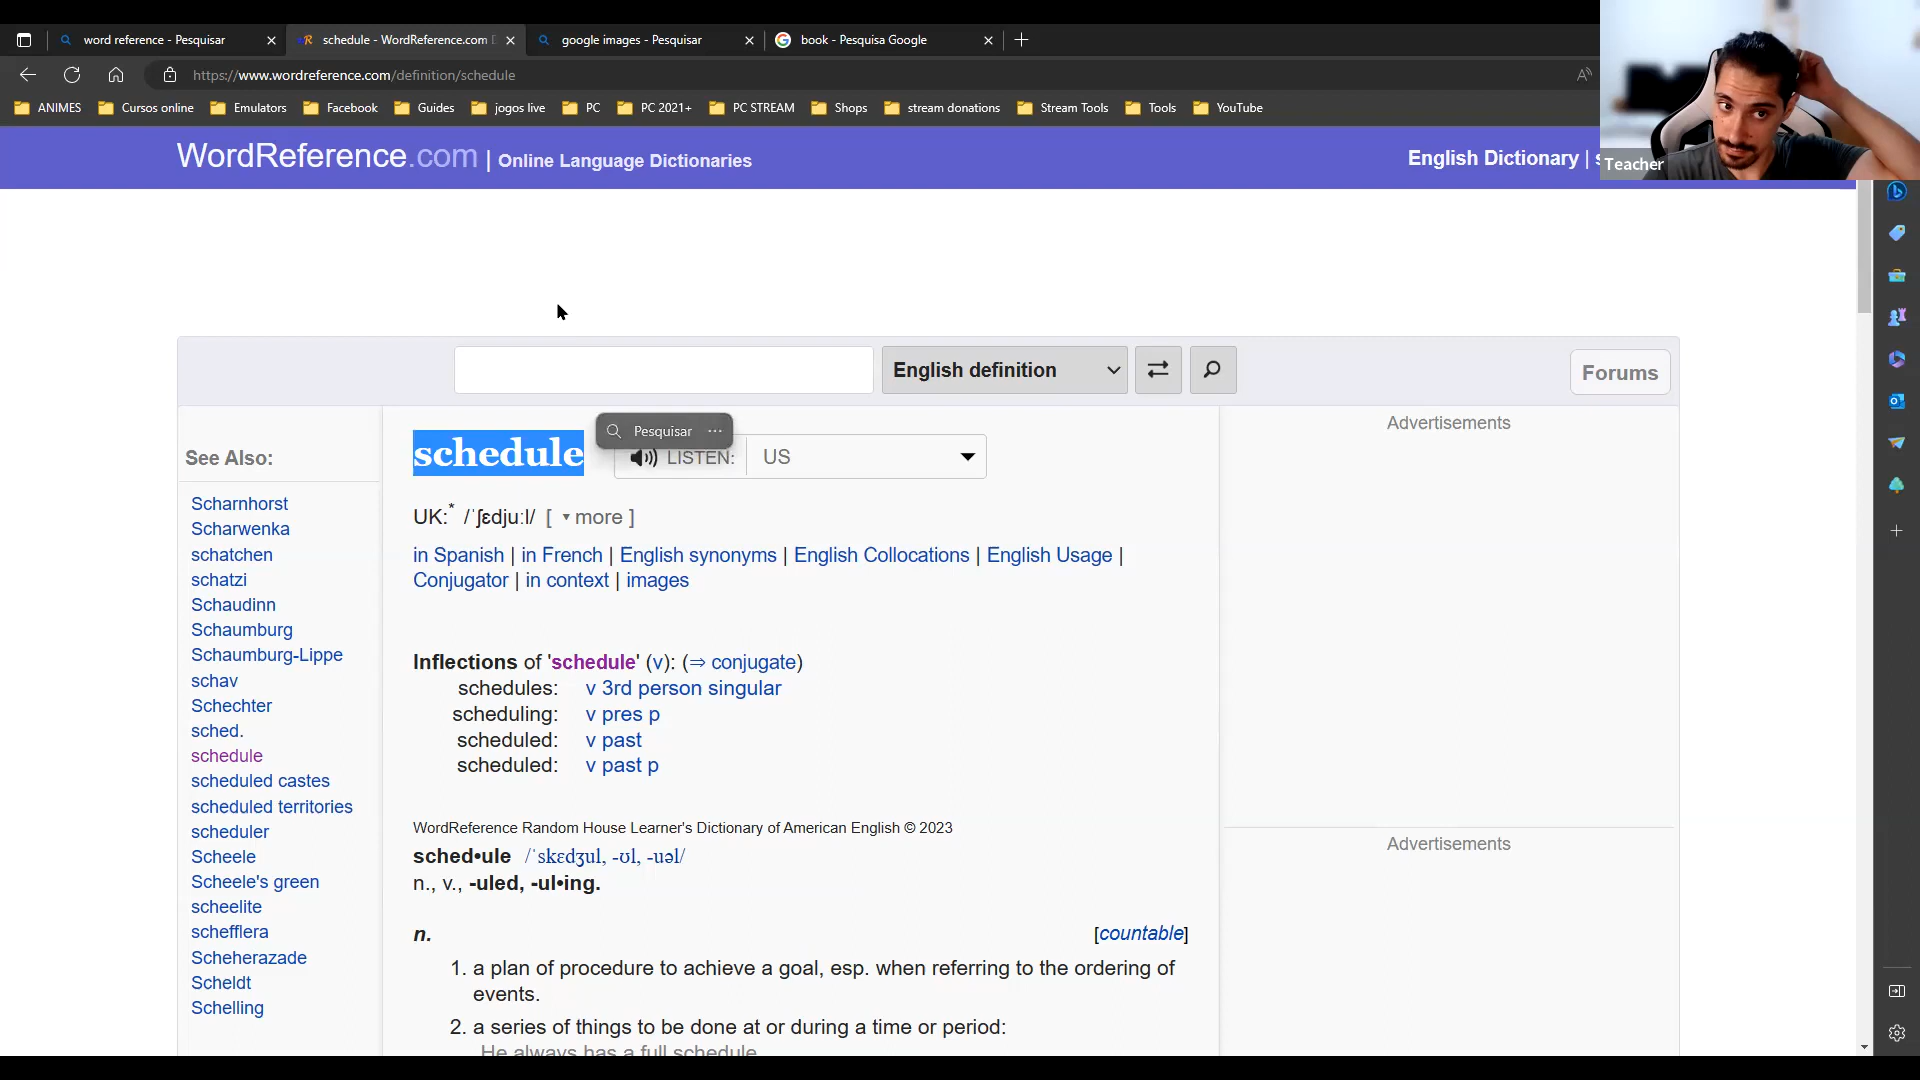 word reference - Pesquisar
schedule - WordReference.com
google images - Pesquisar
book - Pesquisa Google
https://www.wordreference.com/definition/schedule
ANIMES
Cursos online
Emulators
Facebook
Guides
jogos live
PC
PC 2021+
PC STREAM
Shops
stream donations
Stream Tools
Tools
YouTube
WordReference.com | Online Language Dictionaries
English Dictionary |
Teacher
English definition
Forums
See Also:
Scharnhorst
Scharwenka
schatchen
schatzi
Schaudinn
Schaumburg
Schaumburg-Lippe
schav
Schechter
sched.
schedule
scheduled castes
scheduled territories
scheduler
Scheele
Scheele's green
scheelite
schefflera
Scheherazade
Scheldt
Schelling
schedule
Pesquisar
LISTEN:
US
UK:* /ˈʃɛdjuːl/ [ ▾more ]
in Spanish | in French | English synonyms | English Collocations | English Usage |
Conjugator | in context | images
Inflections of 'schedule' (v): (⇒ conjugate)
schedules: v 3rd person singular
scheduling: v pres p
scheduled: v past
scheduled: v past p
WordReference Random House Learner's Dictionary of American English © 2023
sched•ule /ˈskɛdʒul, -ʊl, -uəl/
n., v., -uled, -ul•ing.
n. [countable]
1. a plan of procedure to achieve a goal, esp. when referring to the ordering of
events.
2. a series of things to be done at or during a time or period:
He always has a full schedule.
Advertisements
Advertisements